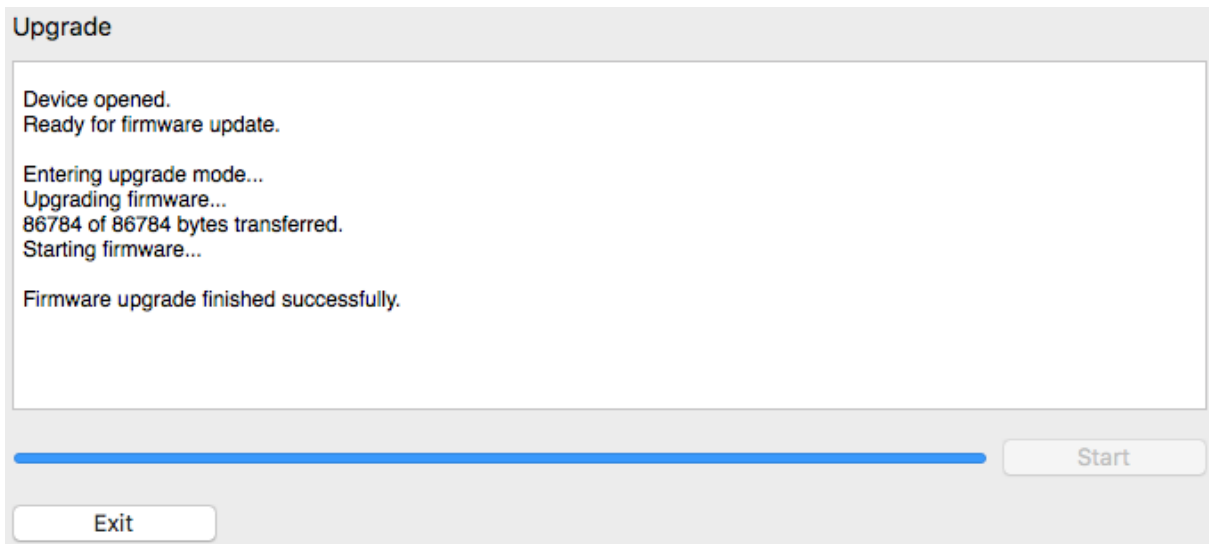 Upgrade
Device opened.
Ready for firmware update.
Entering upgrade mode...
Upgrading firmware...
86784 of 86784 bytes transferred.
Starting firmware...
Firmware upgrade finished successfully.
Start
Exit